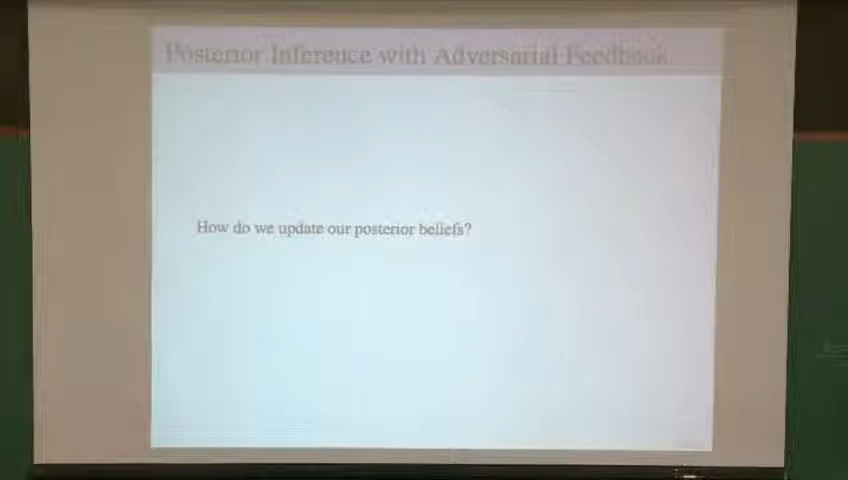 Posterior Inference with Adversarial Feedback
How do we update our posterior beliefs?